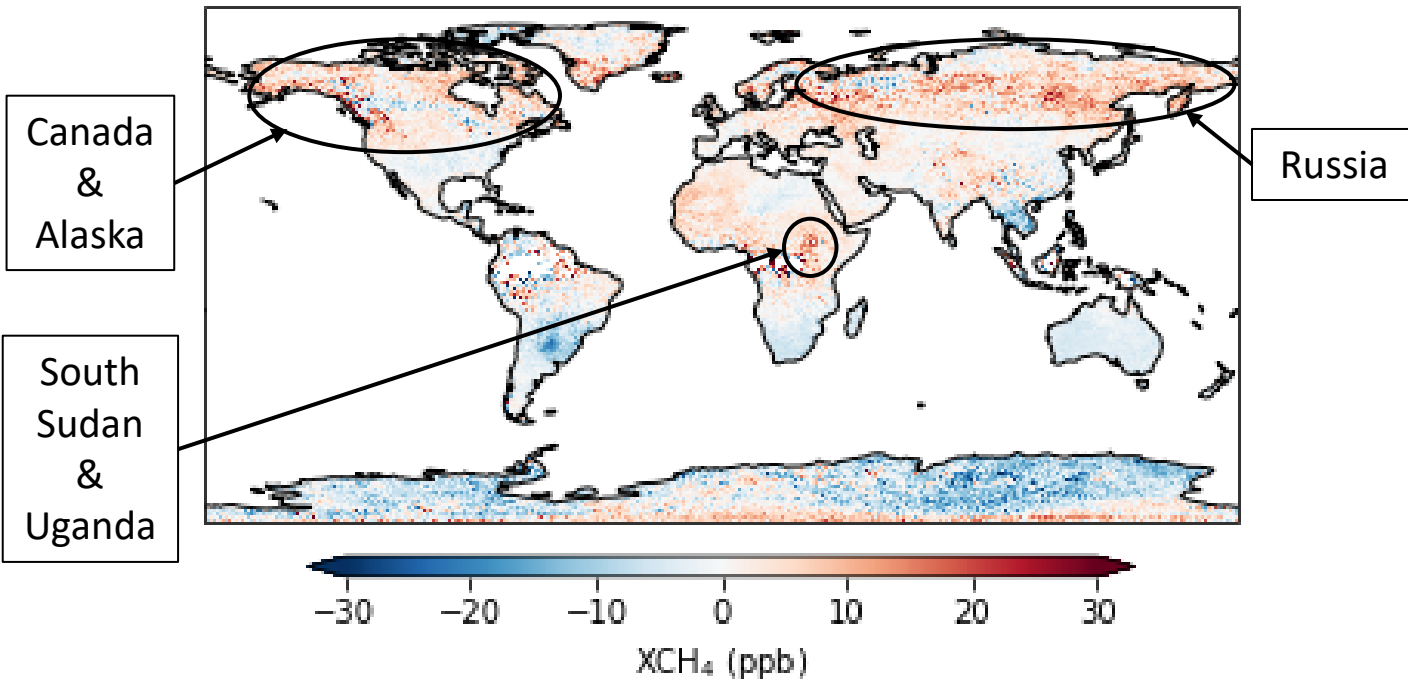 Canada
&
Alaska
Russia
South
Sudan
&
Uganda
−30 −20 −10 0 10 20 30
XCH₄ (ppb)